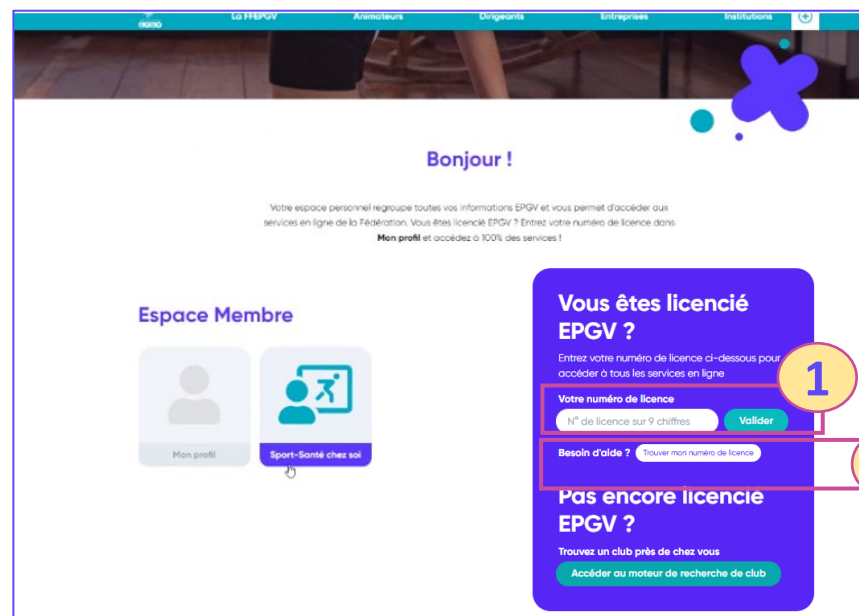 La FFEPGV Animateurs Dirigeants Entreprises Institutions
Bonjour !
Votre espace personnel regroupe toutes vos informations EPGV et vous permet d'accéder aux
services en ligne de la Fédération. Vous êtes licencié EPGV ? Entrez votre numéro de licence dans
Mon profil et accédez à 100% des services !
Espace Membre
Mon profil
Sport-Santé chez soi
Vous êtes licencié
EPGV ?
Entrez votre numéro de licence ci-dessous pour
accéder à tous les services en ligne
1
Votre numéro de licence
N° de licence sur 9 chiffres Valider
Besoin d'aide ? Trouver mon numéro de licence
Pas encore licencié
EPGV ?
Trouvez un club près de chez vous
Accéder au moteur de recherche de club